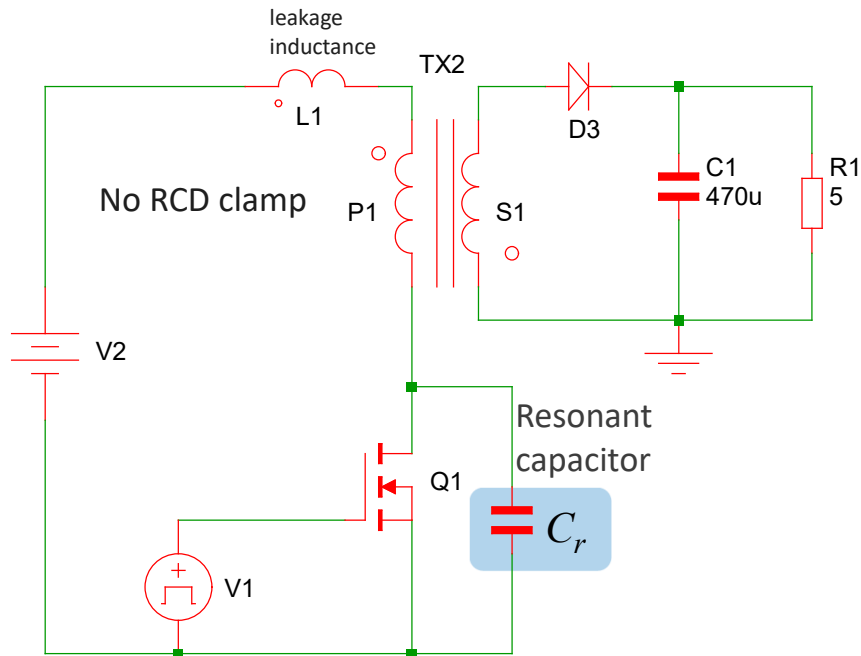 leakage
inductance
TX2
L1
D3
No RCD clamp
P1
S1
C1
470u
R1
5
V2
Resonant
capacitor
Q1
Cr
V1